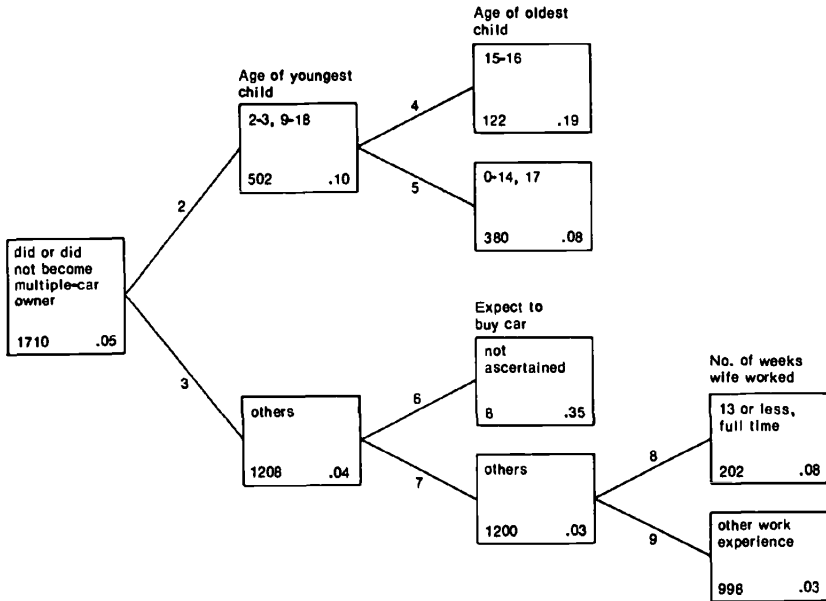 did or did
not become
multiple-car
owner
1710 .05
2
3
Age of youngest
child
2-3, 9-18
502 .10
others
1208 .04
4
5
6
7
Age of oldest
child
15-16
122 .19
0-14, 17
380 .08
Expect to
buy car
not
ascertained
8 .35
others
1200 .03
8
9
No. of weeks
wife worked
13 or less,
full time
202 .08
other work
experience
998 .03